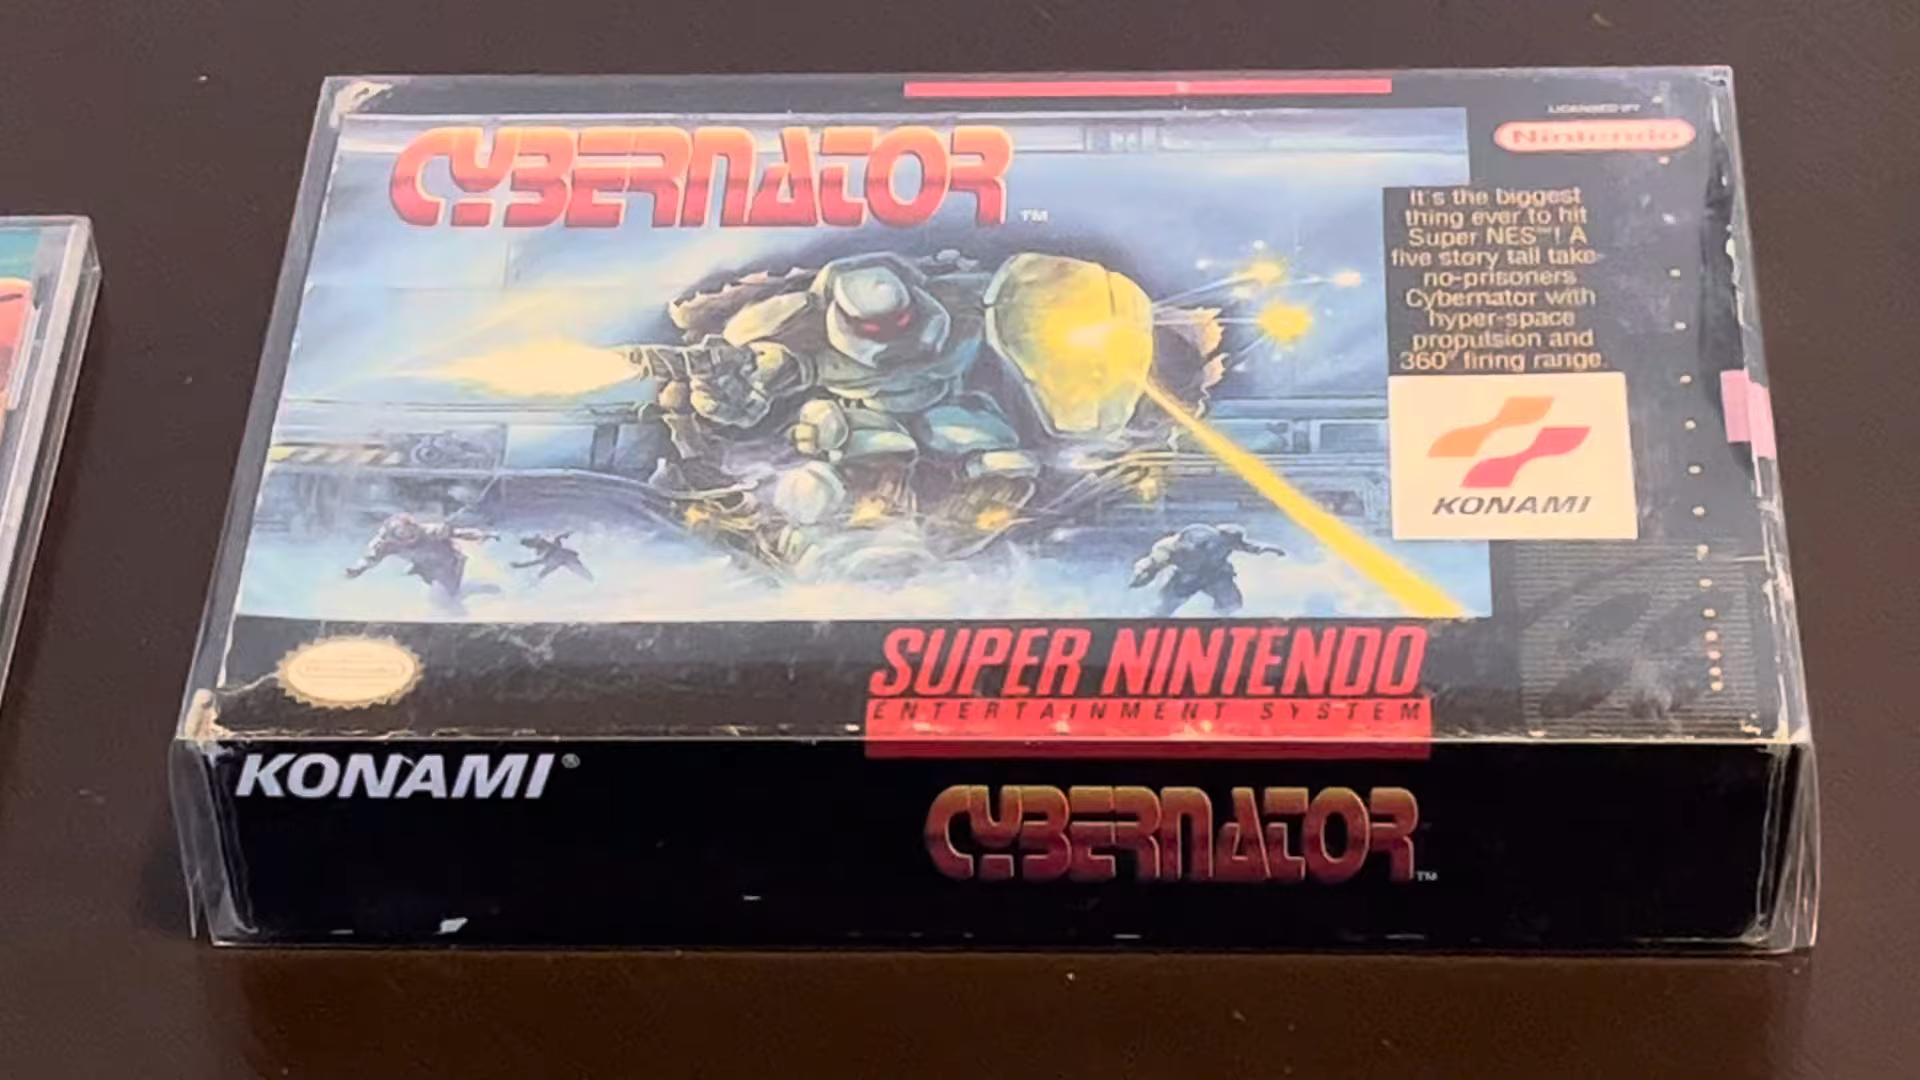 CYBERNATOR TM
LICENSED BY
Nintendo
It's the biggest
thing ever to hit
Super NES™! A
five story tall take-
no-prisoners
Cybernator with
hyper-space
propulsion and
360° firing range.
KONAMI
SUPER NINTENDO
ENTERTAINMENT SYSTEM
KONAMI®
CYBERNATOR TM